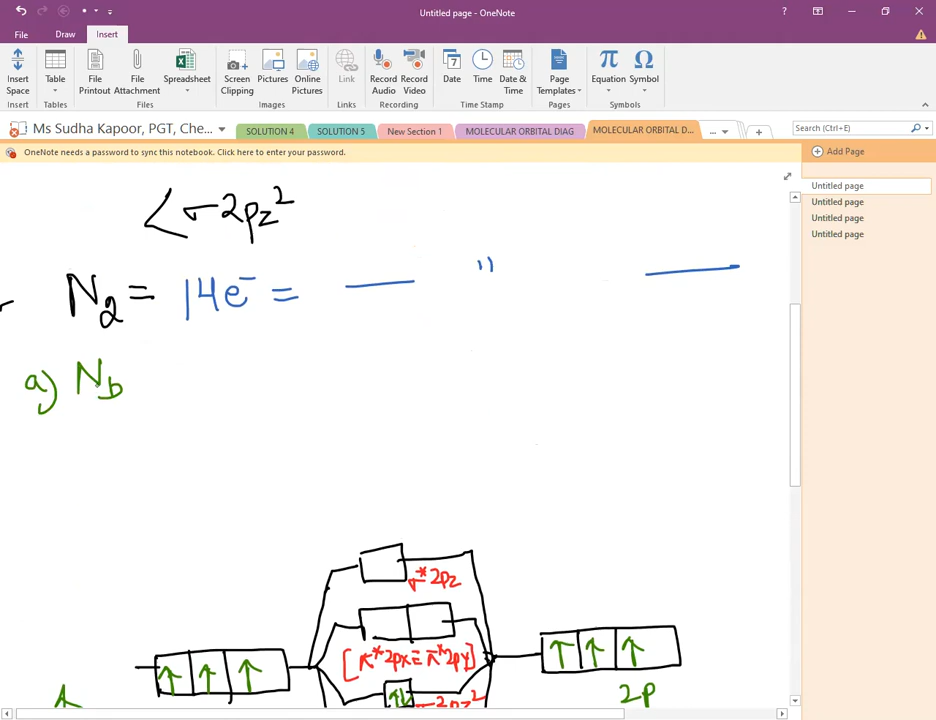 Untitled page - OneNote
File Draw Insert
Insert Space
Table
File Printout
File Attachment
Spreadsheet
Screen Clipping
Pictures
Online Pictures
Link
Record Audio
Record Video
Date
Time
Date & Time
Page Templates
Equation
Symbol
Insert Tables Files Images Links Recording Time Stamp Pages Symbols
Ms Sudha Kapoor, PGT, Che... SOLUTION 4 SOLUTION 5 New Section 1 MOLECULAR ORBITAL DIAG MOLECULAR ORBITAL D... ... Search (Ctrl+E)
OneNote needs a password to sync this notebook. Click here to enter your password.
Add Page
Untitled page
Untitled page
Untitled page
Untitled page
< σ2pz²
N₂ = 14e⁻ = — " —
a) Nb
σ*2pz
[π*2px = π*2py]
↑ ↑ ↑ ↑↓ σ2pz² ↑ ↑ ↑
2p